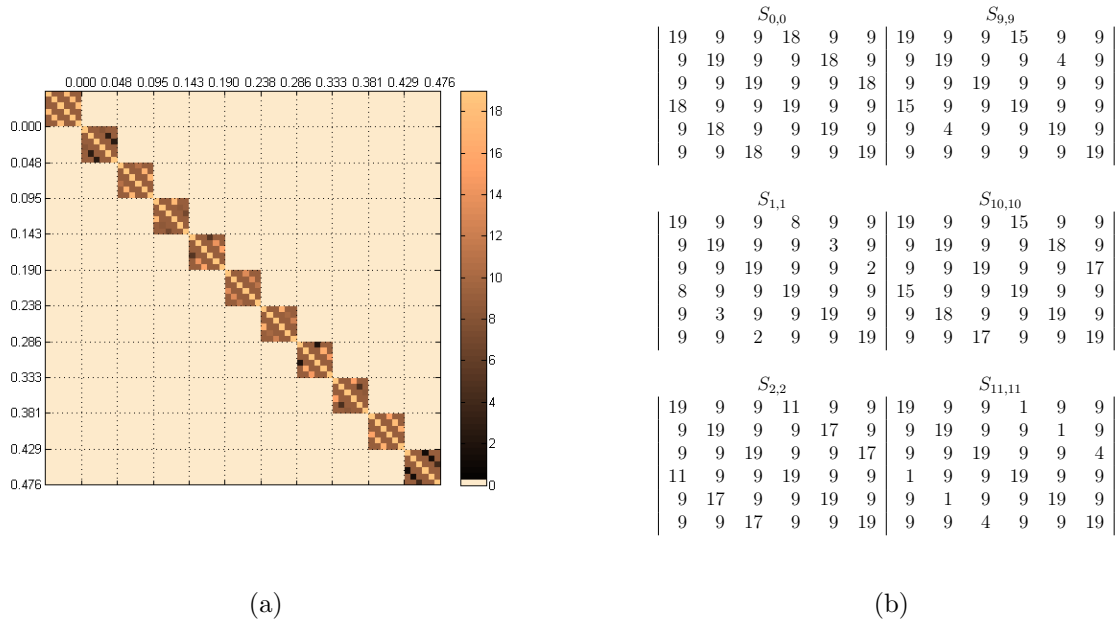 0.000 0.048 0.095 0.143 0.190 0.238 0.286 0.333 0.381 0.429 0.476
0.000
0.048
0.095
0.143
0.190
0.238
0.286
0.333
0.381
0.429
0.476
18
16
14
12
10
8
6
4
2
0
(a)
S0,0 S9,9
19 9 9 18 9 9 19 9 9 15 9 9
9 19 9 9 18 9 9 19 9 9 4 9
9 9 19 9 9 18 9 9 19 9 9 9
18 9 9 19 9 9 15 9 9 19 9 9
9 18 9 9 19 9 9 4 9 9 19 9
9 9 18 9 9 19 9 9 9 9 9 19
S1,1 S10,10
19 9 9 8 9 9 19 9 9 15 9 9
9 19 9 9 3 9 9 19 9 9 18 9
9 9 19 9 9 2 9 9 19 9 9 17
8 9 9 19 9 9 15 9 9 19 9 9
9 3 9 9 19 9 9 18 9 9 19 9
9 9 2 9 9 19 9 9 17 9 9 19
S2,2 S11,11
19 9 9 11 9 9 19 9 9 1 9 9
9 19 9 9 17 9 9 19 9 9 1 9
9 9 19 9 9 17 9 9 19 9 9 4
11 9 9 19 9 9 1 9 9 19 9 9
9 17 9 9 19 9 9 1 9 9 19 9
9 9 17 9 9 19 9 9 4 9 9 19
(b)